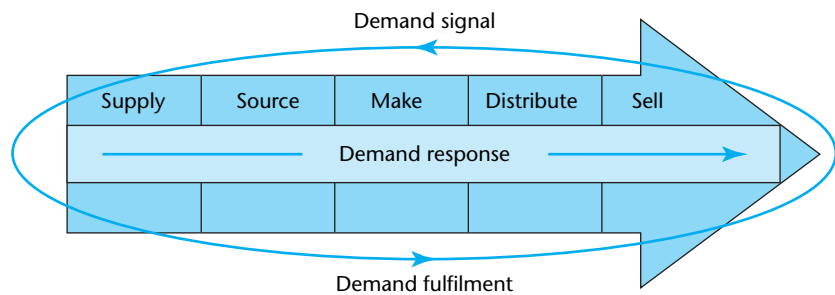 Demand signal
Supply Source Make Distribute Sell
Demand response
Demand fulfilment